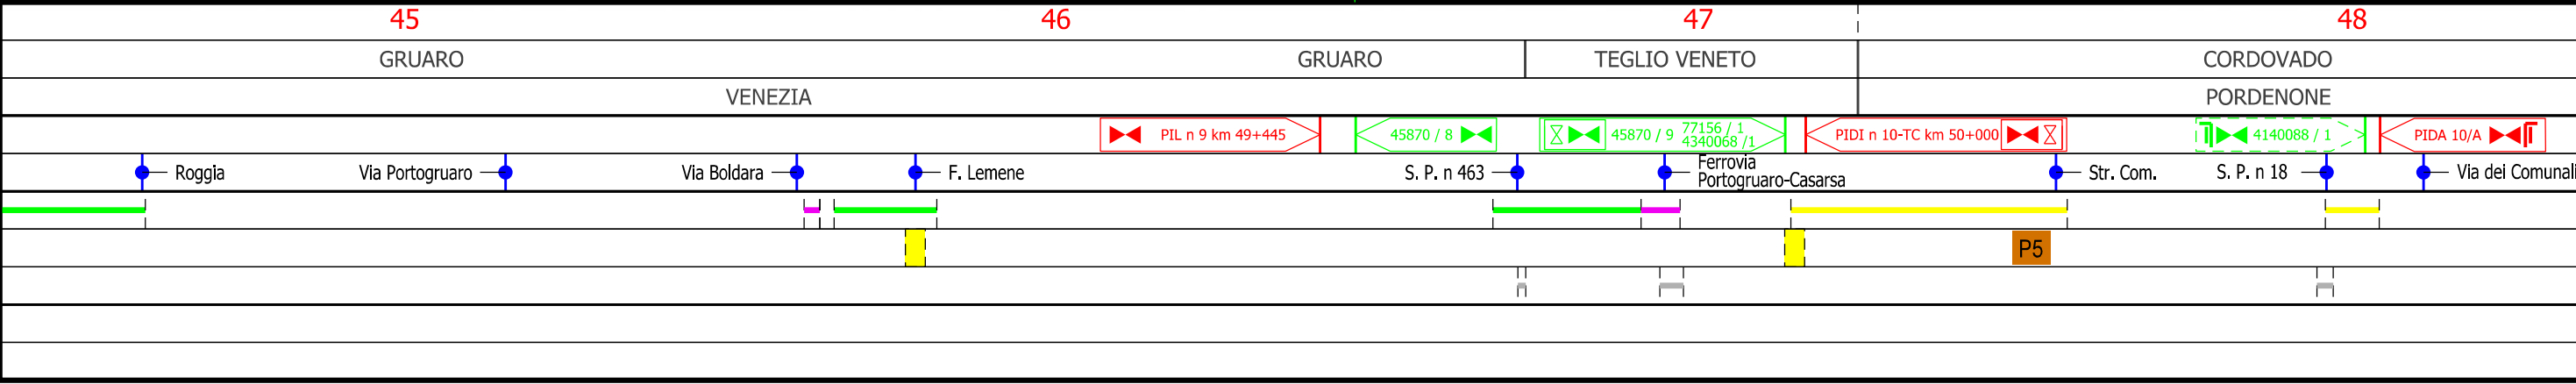 45 46 47 48
GRUARO GRUARO TEGLIO VENETO CORDOVADO
VENEZIA PORDENONE
PIL n 9 km 49+445 45870 / 8 45870 / 9 77156 / 1 PIDI n 10-TC km 50+000 4140088 / 1 PIDA 10/A
4340068 /1
Roggia Via Portogruaro Via Boldara F. Lemene S. P. n 463 Ferrovia Str. Com. S. P. n 18 Via dei Comunali
Portogruaro-Casarsa
P5